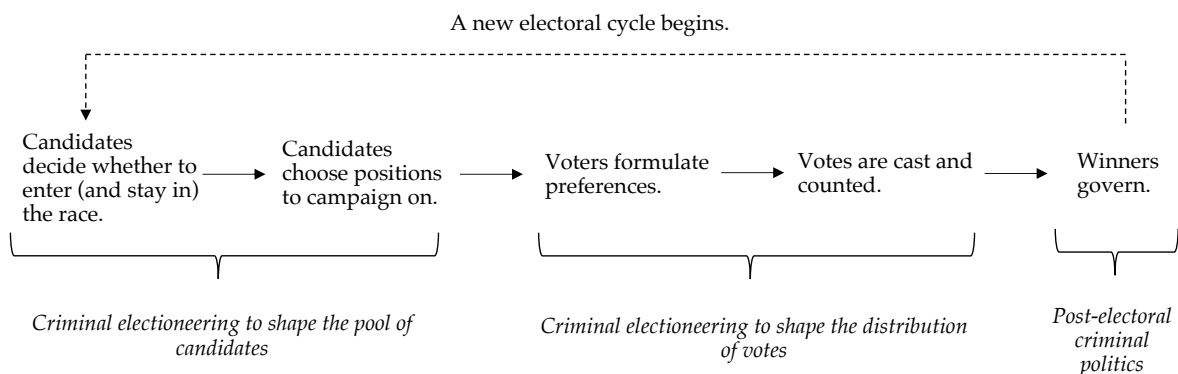 A new electoral cycle begins.
Candidates
decide whether to
enter (and stay in)
the race.
Candidates
choose positions
to campaign on.
Voters formulate
preferences.
Votes are cast and
counted.
Winners
govern.
Criminal electioneering to shape the pool of
candidates
Criminal electioneering to shape the distribution
of votes
Post-electoral
criminal
politics